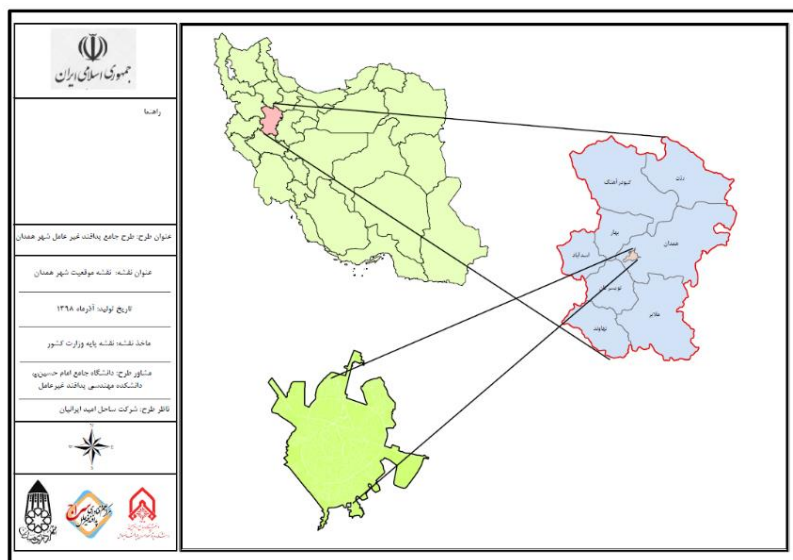 جمهوری اسلامی ایران
راهنما
عنوان طرح: طرح جامع پدافند غیر عامل شهر همدان
عنوان نقشه: نقشه موقعیت شهر همدان
تاریخ تولید: آذرماه ۱۳۹۸
ماخذ نقشه: نقشه پایه وزارت کشور
مشاور طرح: دانشگاه جامع امام حسین(ع)
دانشکده مهندسی پدافند غیرعامل
ناظر طرح: شرکت ساحل امید ایرانیان
رزن
کبودرآهنگ
بهار
همدان
اسدآباد
تویسرکان
ملایر
نهاوند